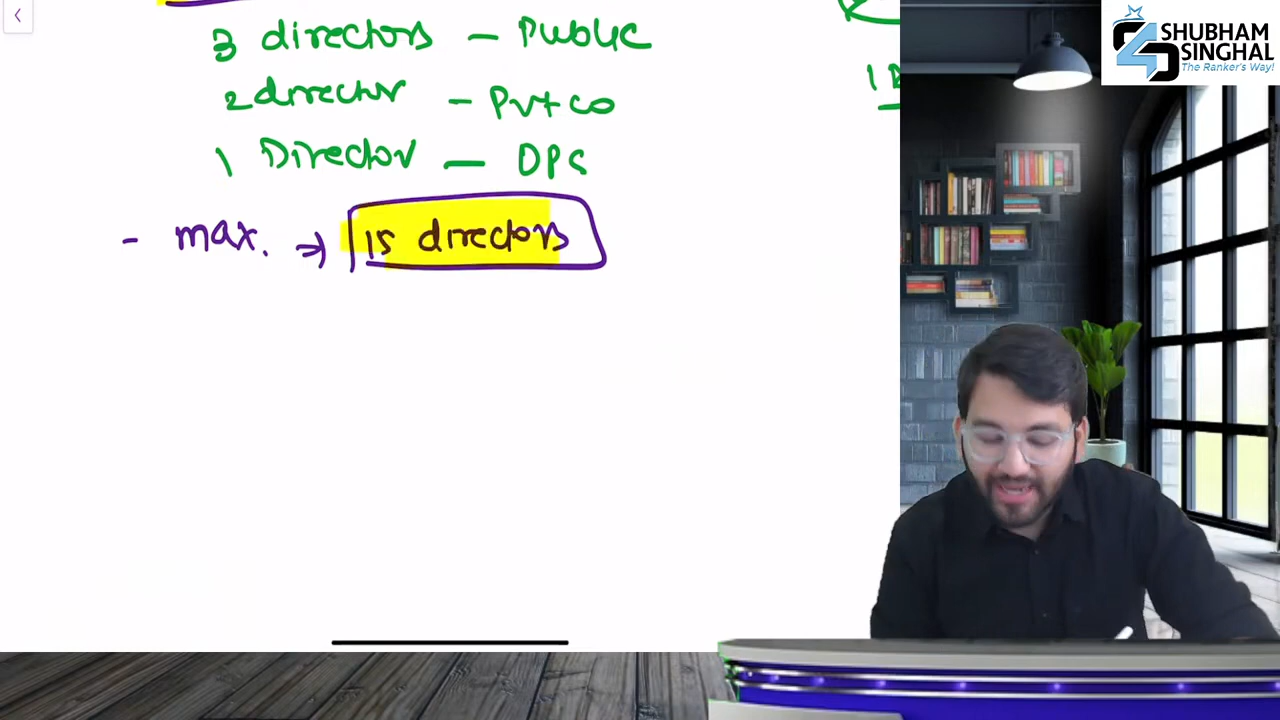 3 directors - Public
2 director - Pvt co
1 Director - OPC
- max. ⇒ 15 directors
SHUBHAM
SINGHAL
The Ranker's Way!